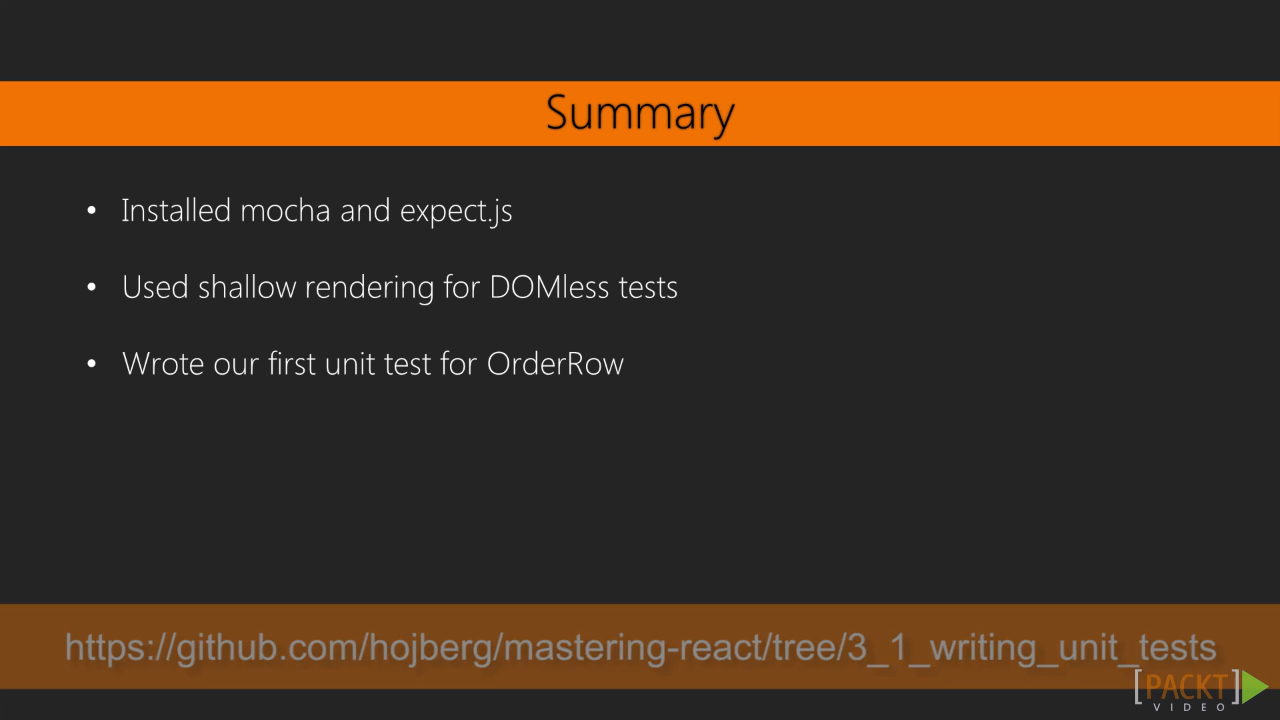 Summary
• Installed mocha and expect.js
• Used shallow rendering for DOMless tests
• Wrote our first unit test for OrderRow
https://github.com/hojberg/mastering-react/tree/3_1_writing_unit_tests
[PACKT]
VIDEO